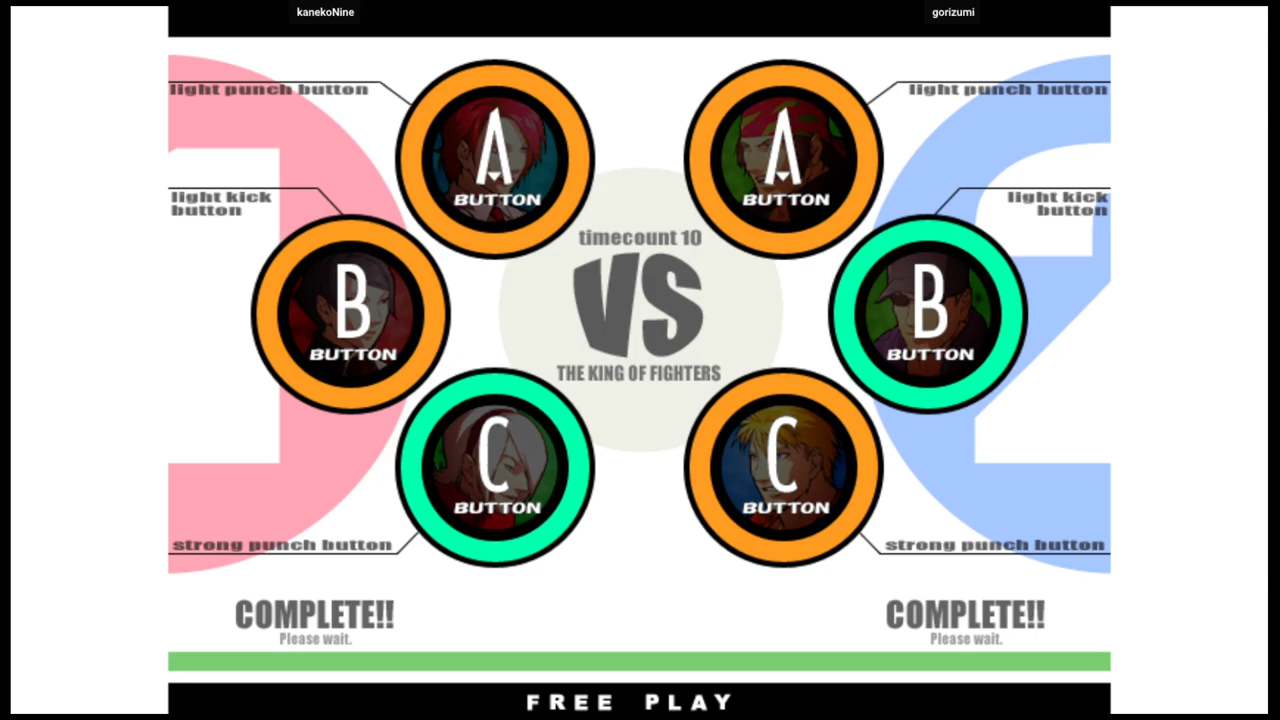 kanekoNine
gorizumi
light punch button
light punch button
A
BUTTON
A
BUTTON
light kick
button
light kick
button
timecount 10
VS
THE KING OF FIGHTERS
B
BUTTON
B
BUTTON
C
BUTTON
C
BUTTON
strong punch button
strong punch button
COMPLETE!!
Please wait.
COMPLETE!!
Please wait.
FREE PLAY
1
2